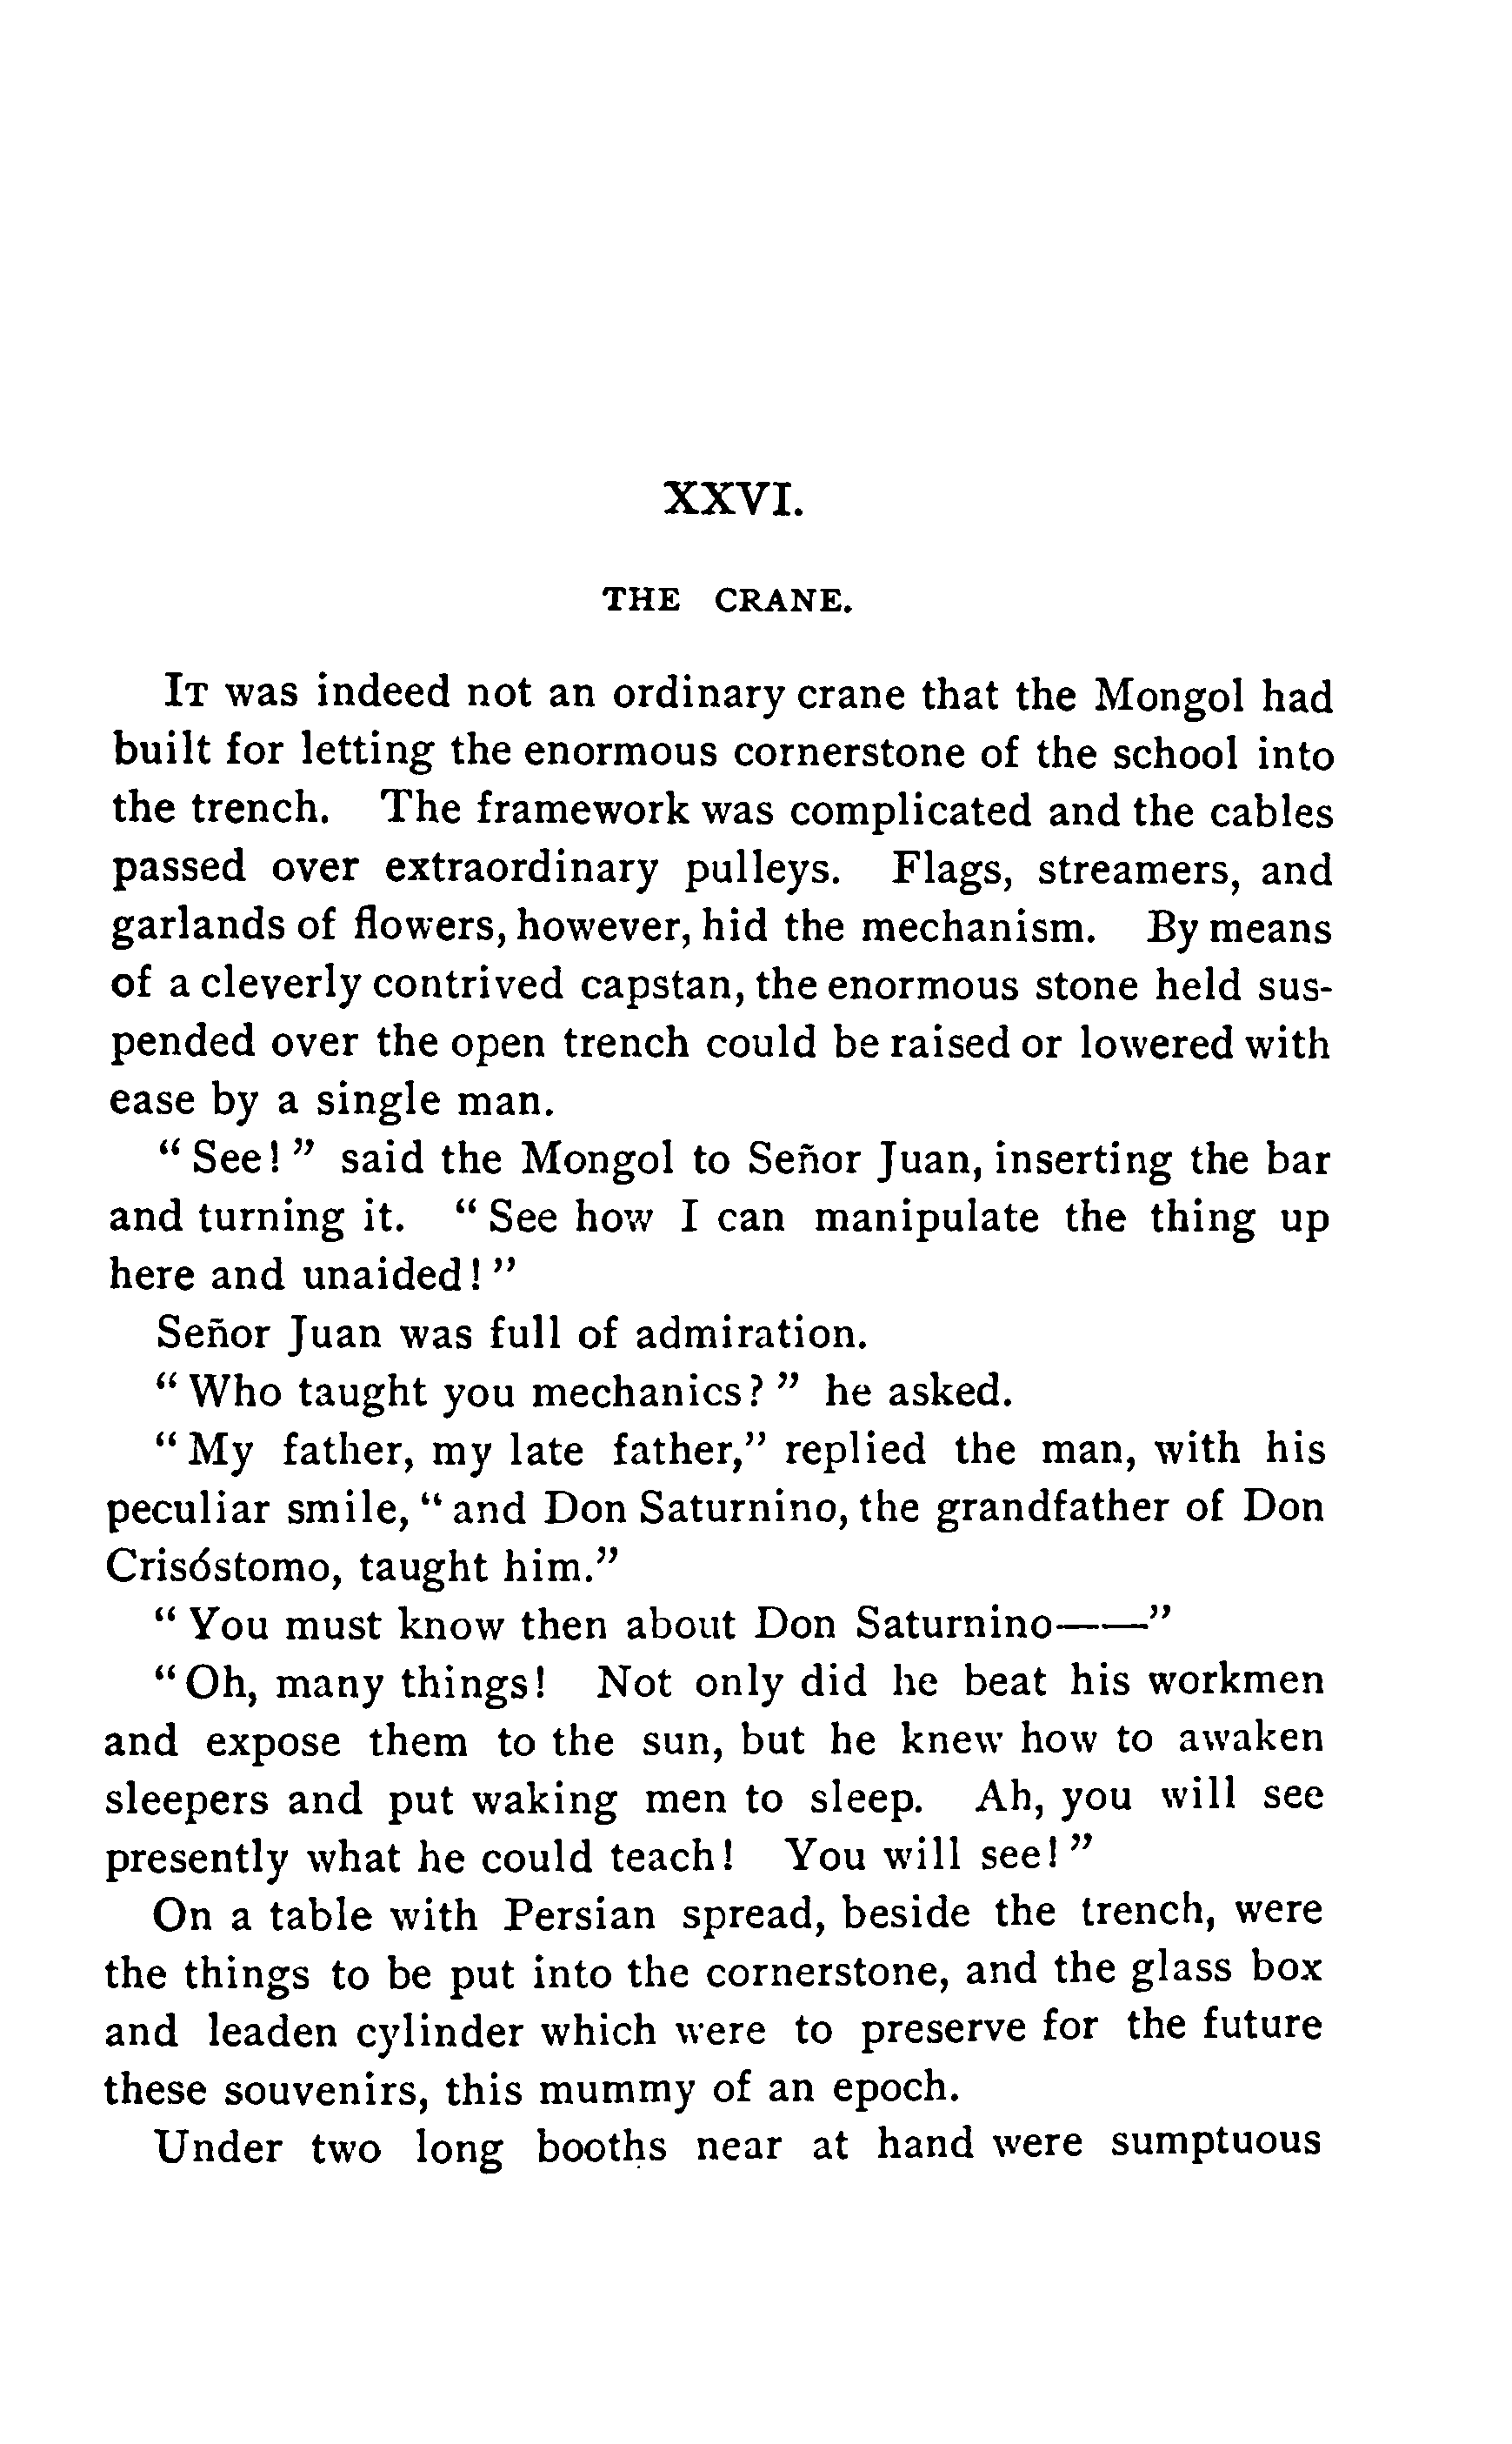 XXVI.
THE CRANE.
IT was indeed not an ordinary crane that the Mongol had
built for letting the enormous cornerstone of the school into
the trench. The framework was complicated and the cables
passed over extraordinary pulleys. Flags, streamers, and
garlands of flowers, however, hid the mechanism. By means
of a cleverly contrived capstan, the enormous stone held sus-
pended over the open trench could be raised or lowered with
ease by a single man.
“ See! ” said the Mongol to Señor Juan, inserting the bar
and turning it. “ See how I can manipulate the thing up
here and unaided! ”
Señor Juan was full of admiration.
“ Who taught you mechanics? ” he asked.
“ My father, my late father,” replied the man, with his
peculiar smile, “ and Don Saturnino, the grandfather of Don
Crisóstomo, taught him.”
“ You must know then about Don Saturnino——”
“ Oh, many things! Not only did he beat his workmen
and expose them to the sun, but he knew how to awaken
sleepers and put waking men to sleep. Ah, you will see
presently what he could teach! You will see! ”
On a table with Persian spread, beside the trench, were
the things to be put into the cornerstone, and the glass box
and leaden cylinder which were to preserve for the future
these souvenirs, this mummy of an epoch.
Under two long booths near at hand were sumptuous